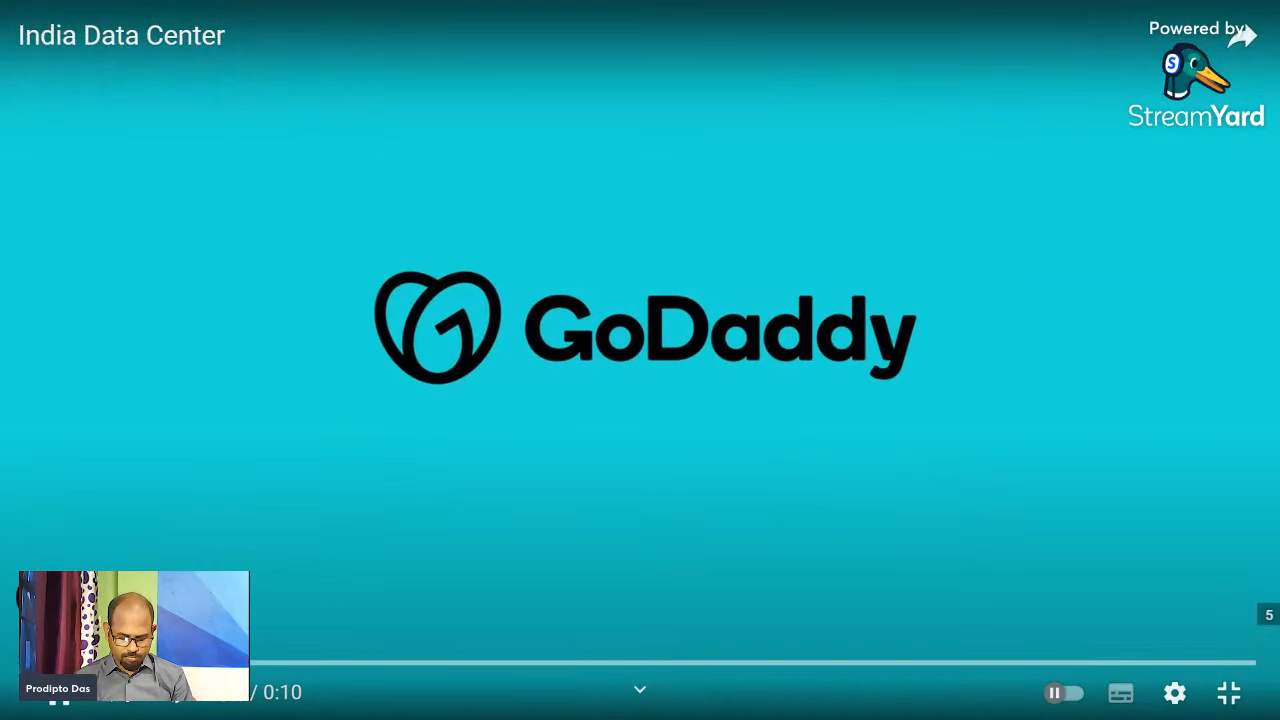 India Data Center
Powered by
StreamYard
GoDaddy
5
Prodipto Das
/ 0:10